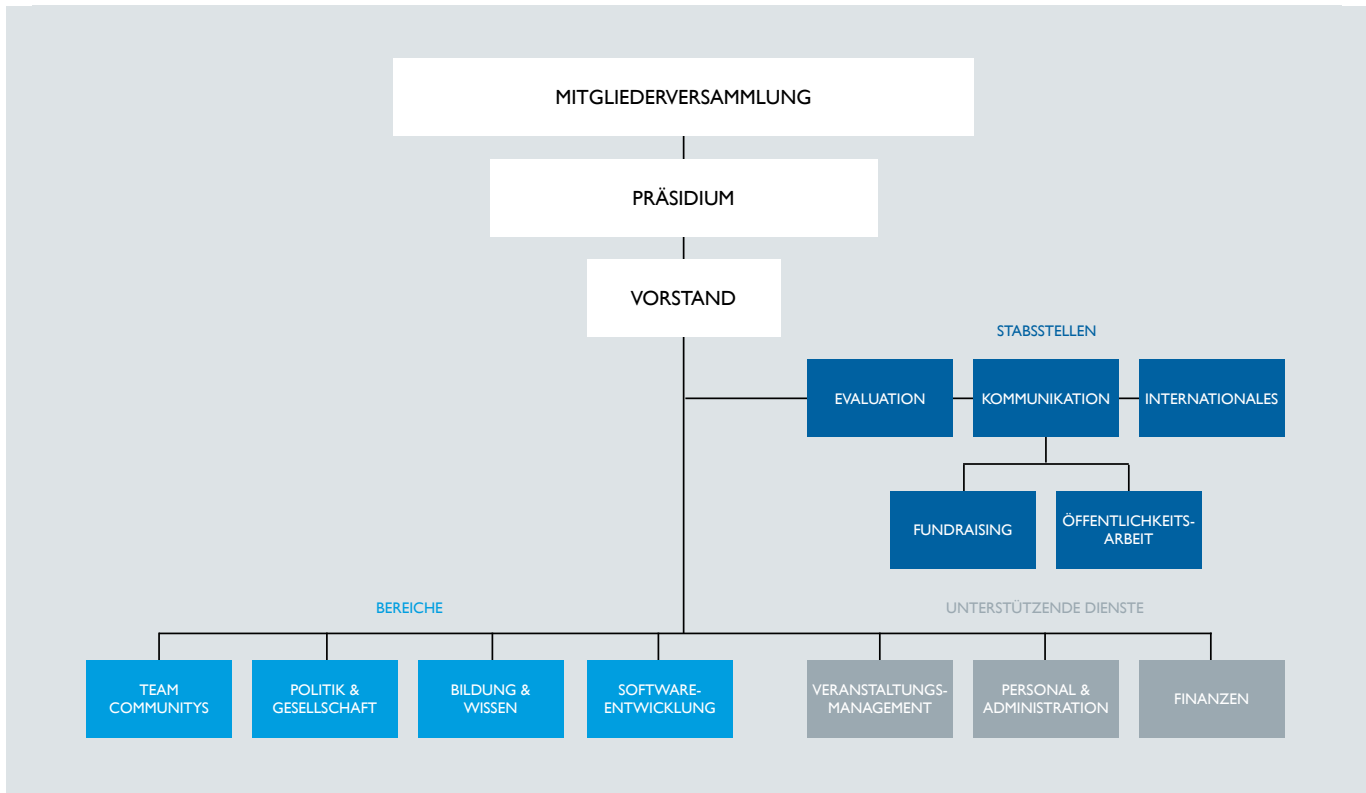 MITGLIEDERVERSAMMLUNG
PRÄSIDIUM
VORSTAND
STABSSTELLEN
EVALUATION
KOMMUNIKATION
INTERNATIONALES
FUNDRAISING
ÖFFENTLICHKEITS-
ARBEIT
BEREICHE
UNTERSTÜTZENDE DIENSTE
TEAM
COMMUNITYS
POLITIK &
GESELLSCHAFT
BILDUNG &
WISSEN
SOFTWARE-
ENTWICKLUNG
VERANSTALTUNGS-
MANAGEMENT
PERSONAL &
ADMINISTRATION
FINANZEN